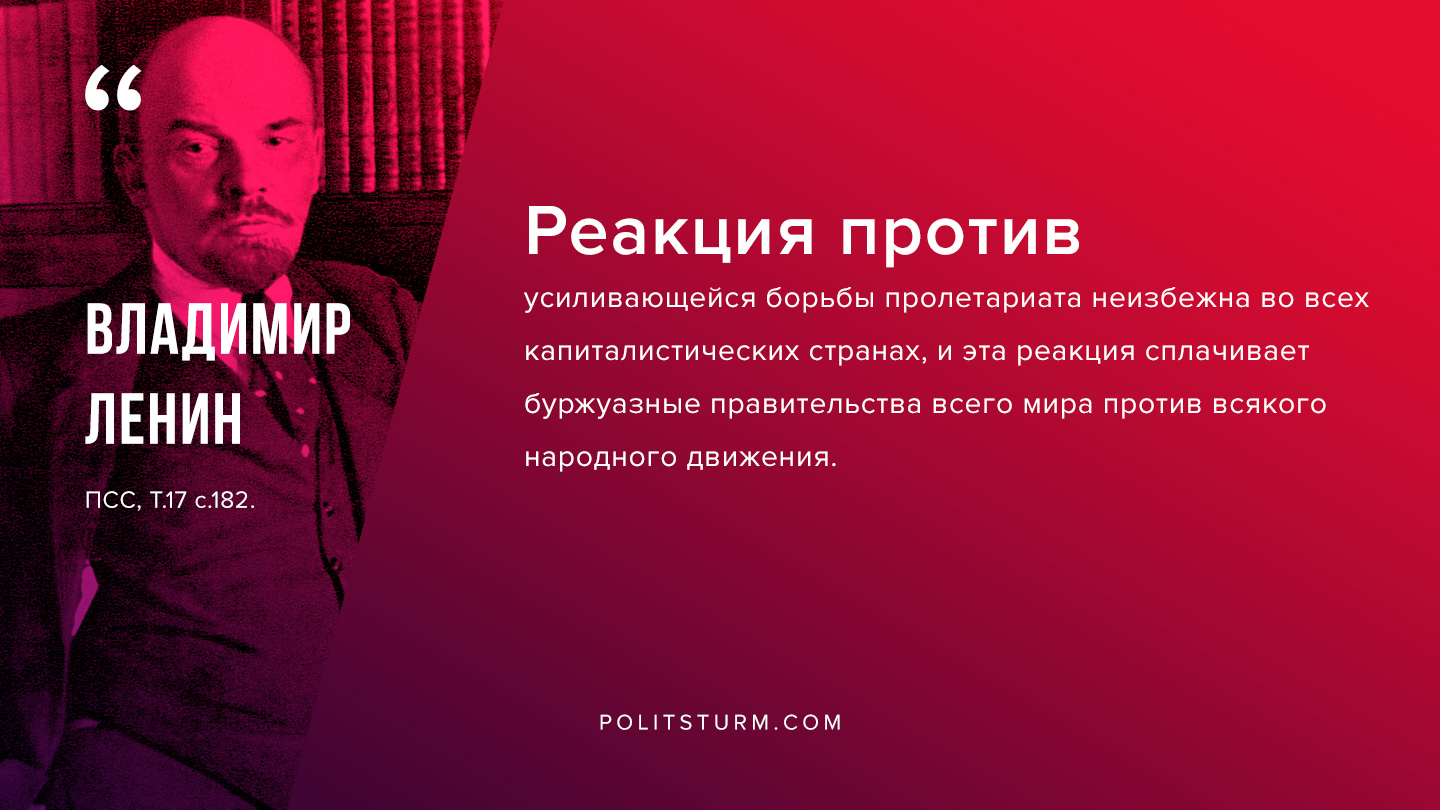 “
ВЛАДИМИР
ЛЕНИН
ПСС, Т.17 с.182.
Реакция против
усиливающейся борьбы пролетариата неизбежна во всех
капиталистических странах, и эта реакция сплачивает
буржуазные правительства всего мира против всякого
народного движения.
POLITSTURM.COM